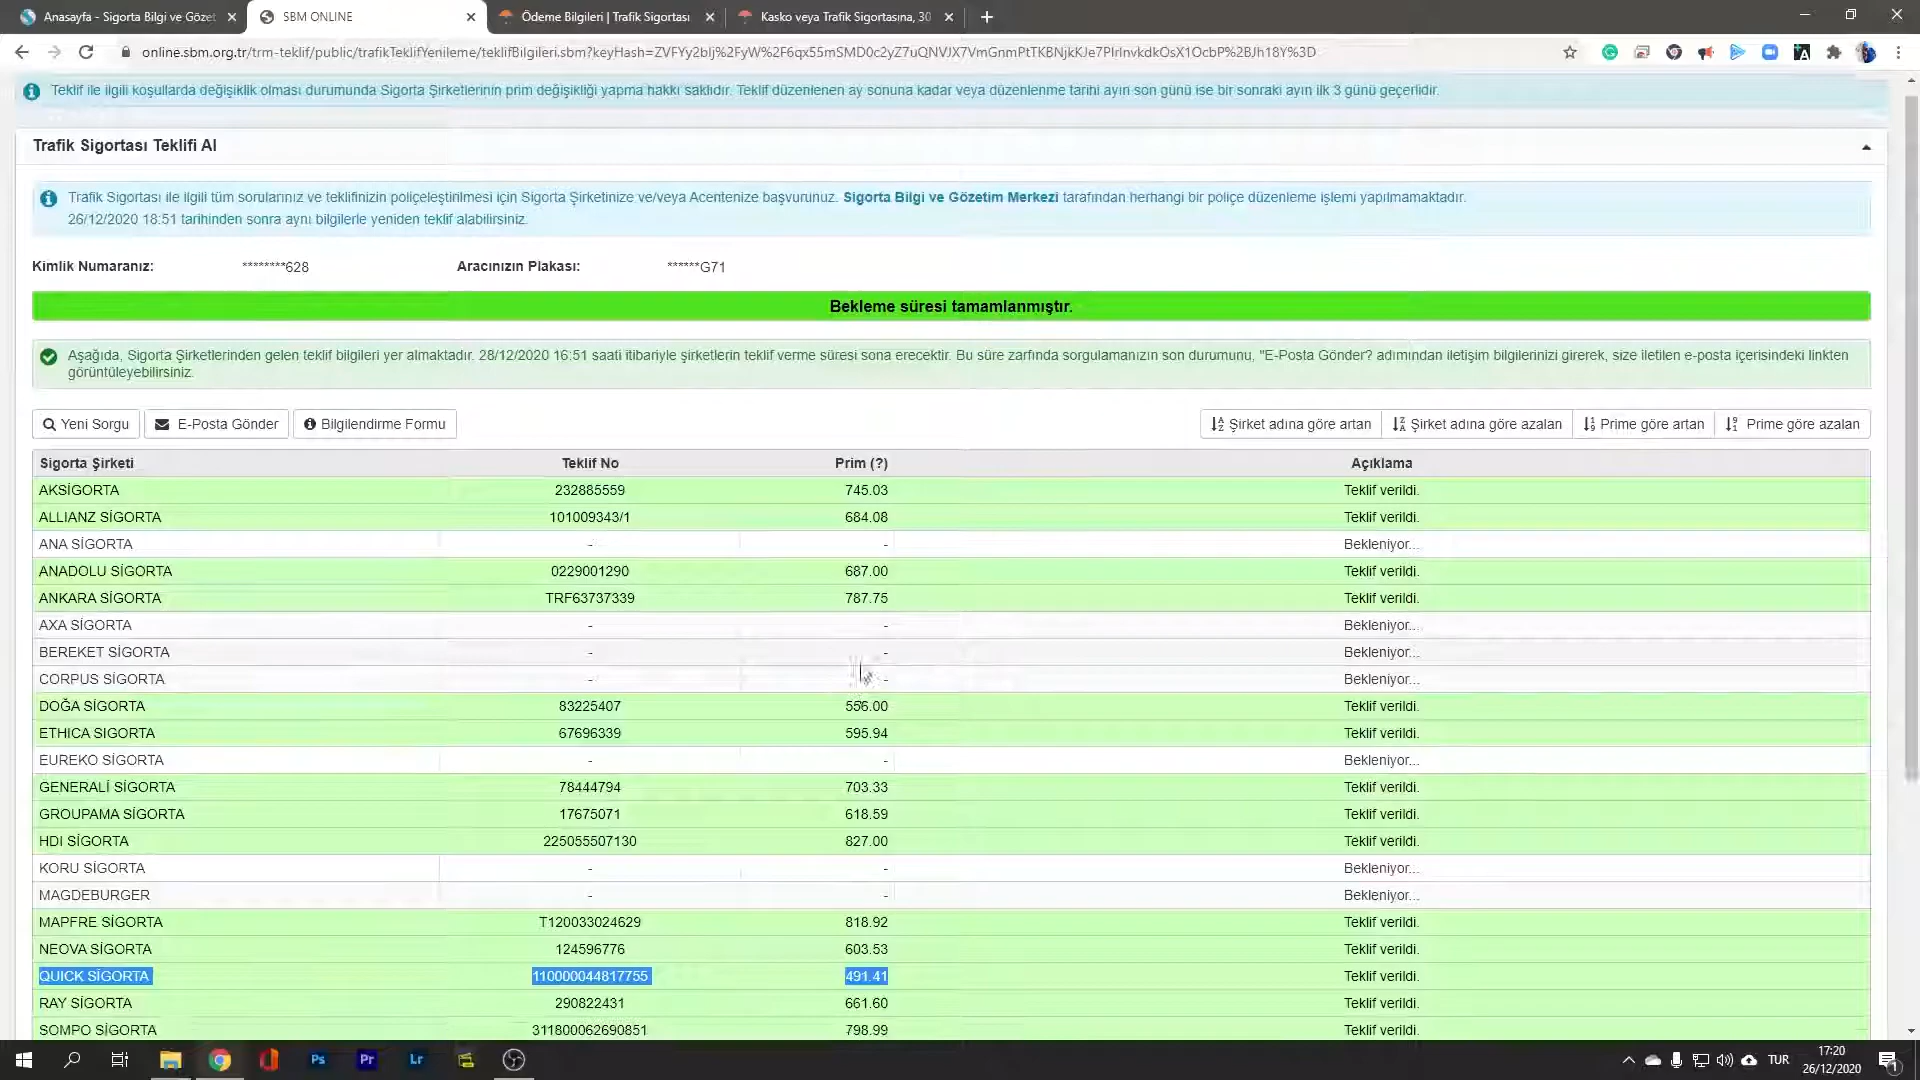 Anasayfa - Sigorta Bilgi ve Gözet
SBM ONLINE
Ödeme Bilgileri | Trafik Sigortası
Kasko veya Trafik Sigortasına, 30
online.sbm.org.tr/trm-teklif/public/trafikTeklifYenileme/teklifBilgileri.sbm?keyHash=ZVFYy2blj%2FyW%2F6qx55mSMD0c2yZ7uQNVJX7VmGnmPtTKBNjkKJe7PlrlnvkdkOsX1OcbP%2BJh18Y%3D
Teklif ile ilgili koşullarda değişiklik olması durumunda Sigorta Şirketlerinin prim değişikliği yapma hakkı saklıdır. Teklif düzenlenen ay sonuna kadar veya düzenlenme tarihi ayın son günü ise bir sonraki ayın ilk 3 günü geçerlidir.
Trafik Sigortası Teklifi Al
Trafik Sigortası ile ilgili tüm sorularınız ve teklifinizin poliçeleştirilmesi için Sigorta Şirketinize ve/veya Acentenize başvurunuz. Sigorta Bilgi ve Gözetim Merkezi tarafından herhangi bir poliçe düzenleme işlemi yapılmamaktadır.
26/12/2020 18:51 tarihinden sonra aynı bilgilerle yeniden teklif alabilirsiniz.
Kimlik Numaranız: ********628 Aracınızın Plakası: ******G71
Bekleme süresi tamamlanmıştır.
Aşağıda, Sigorta Şirketlerinden gelen teklif bilgileri yer almaktadır. 28/12/2020 16:51 saati itibariyle şirketlerin teklif verme süresi sona erecektir. Bu süre zarfında sorgulamanızın son durumunu, "E-Posta Gönder? adımından iletişim bilgilerinizi girerek, size iletilen e-posta içerisindeki linkten
görüntüleyebilirsiniz.
Yeni Sorgu E-Posta Gönder Bilgilendirme Formu Şirket adına göre artan Şirket adına göre azalan Prime göre artan Prime göre azalan
Sigorta Şirketi Teklif No Prim (?) Açıklama
AKSİGORTA 232885559 745.03 Teklif verildi.
ALLIANZ SİGORTA 101009343/1 684.08 Teklif verildi.
ANA SİGORTA - - Bekleniyor...
ANADOLU SİGORTA 0229001290 687.00 Teklif verildi.
ANKARA SİGORTA TRF63737339 787.75 Teklif verildi.
AXA SİGORTA - - Bekleniyor...
BEREKET SİGORTA - - Bekleniyor...
CORPUS SİGORTA - - Bekleniyor...
DOĞA SİGORTA 83225407 556.00 Teklif verildi.
ETHICA SIGORTA 67696339 595.94 Teklif verildi.
EUREKO SİGORTA - - Bekleniyor...
GENERALİ SİGORTA 78444794 703.33 Teklif verildi.
GROUPAMA SİGORTA 17675071 618.59 Teklif verildi.
HDI SİGORTA 225055507130 827.00 Teklif verildi.
KORU SİGORTA - - Bekleniyor...
MAGDEBURGER - - Bekleniyor...
MAPFRE SİGORTA T120033024629 818.92 Teklif verildi.
NEOVA SİGORTA 124596776 603.53 Teklif verildi.
QUICK SİGORTA 110000044817755 491.41 Teklif verildi.
RAY SİGORTA 290822431 661.60 Teklif verildi.
SOMPO SİGORTA 311800062690851 798.99 Teklif verildi.
Ps Pr Lr
TUR
17:20
26/12/2020
1